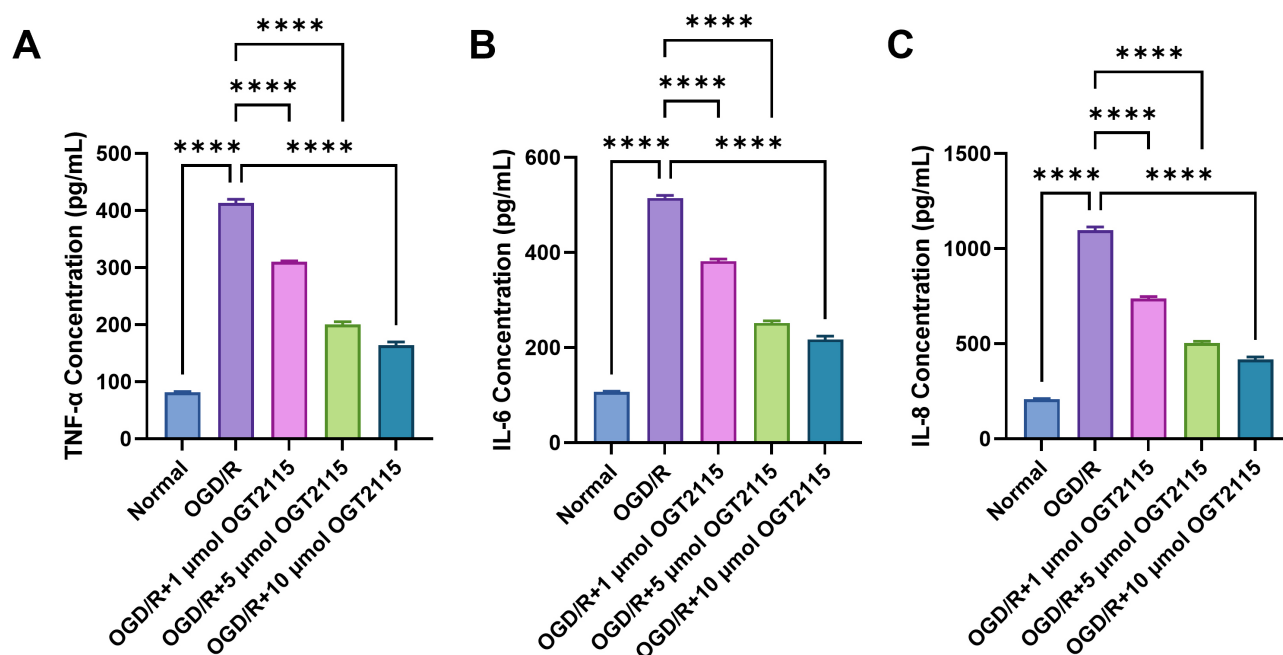 A
****
****
**** ****
TNF-α Concentration (pg/mL)
500
400
300
200
100
0
Normal
OGD/R
OGD/R+1 μmol OGT2115
OGD/R+5 μmol OGT2115
OGD/R+10 μmol OGT2115
B
****
****
**** ****
IL-6 Concentration (pg/mL)
600
400
200
0
Normal
OGD/R
OGD/R+1 μmol OGT2115
OGD/R+5 μmol OGT2115
OGD/R+10 μmol OGT2115
C
****
****
**** ****
IL-8 Concentration (pg/mL)
1500
1000
500
0
Normal
OGD/R
OGD/R+1 μmol OGT2115
OGD/R+5 μmol OGT2115
OGD/R+10 μmol OGT2115